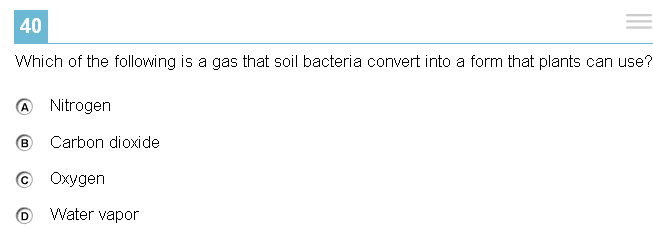 40
Which of the following is a gas that soil bacteria convert into a form that plants can use?
A Nitrogen
B Carbon dioxide
C Oxygen
D Water vapor